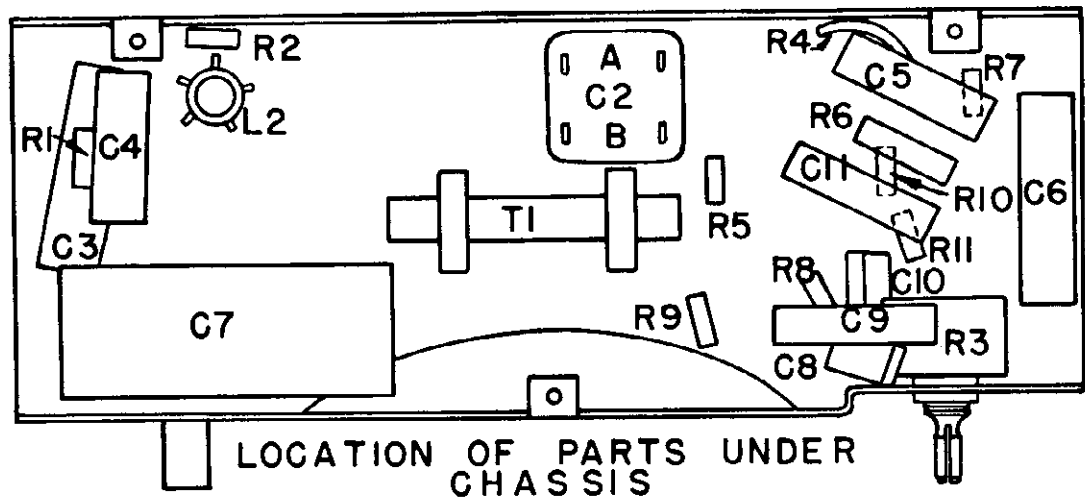 R2
L2
R1
C4
C3
C7
A
C2
B
T1
R5
R9
R4
C5
R7
R6
C11
R10
C6
R11
R8
C10
C9
R3
C8
LOCATION OF PARTS UNDER
CHASSIS